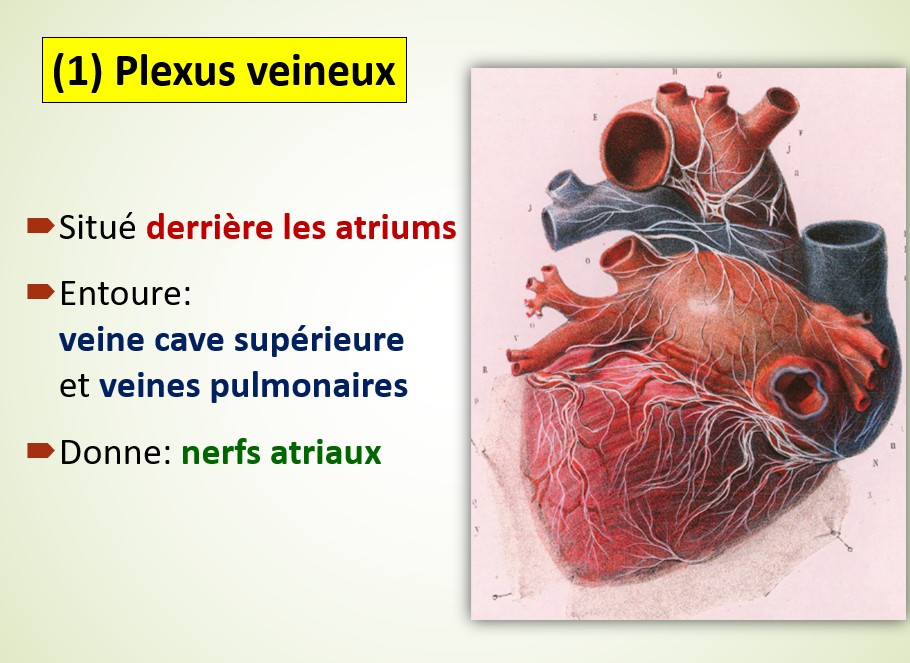 (1) Plexus veineux
Situé derrière les atriums
Entoure:
veine cave supérieure
et veines pulmonaires
Donne: nerfs atriaux
H
G
E
F
j
a
J
O
V
R
N